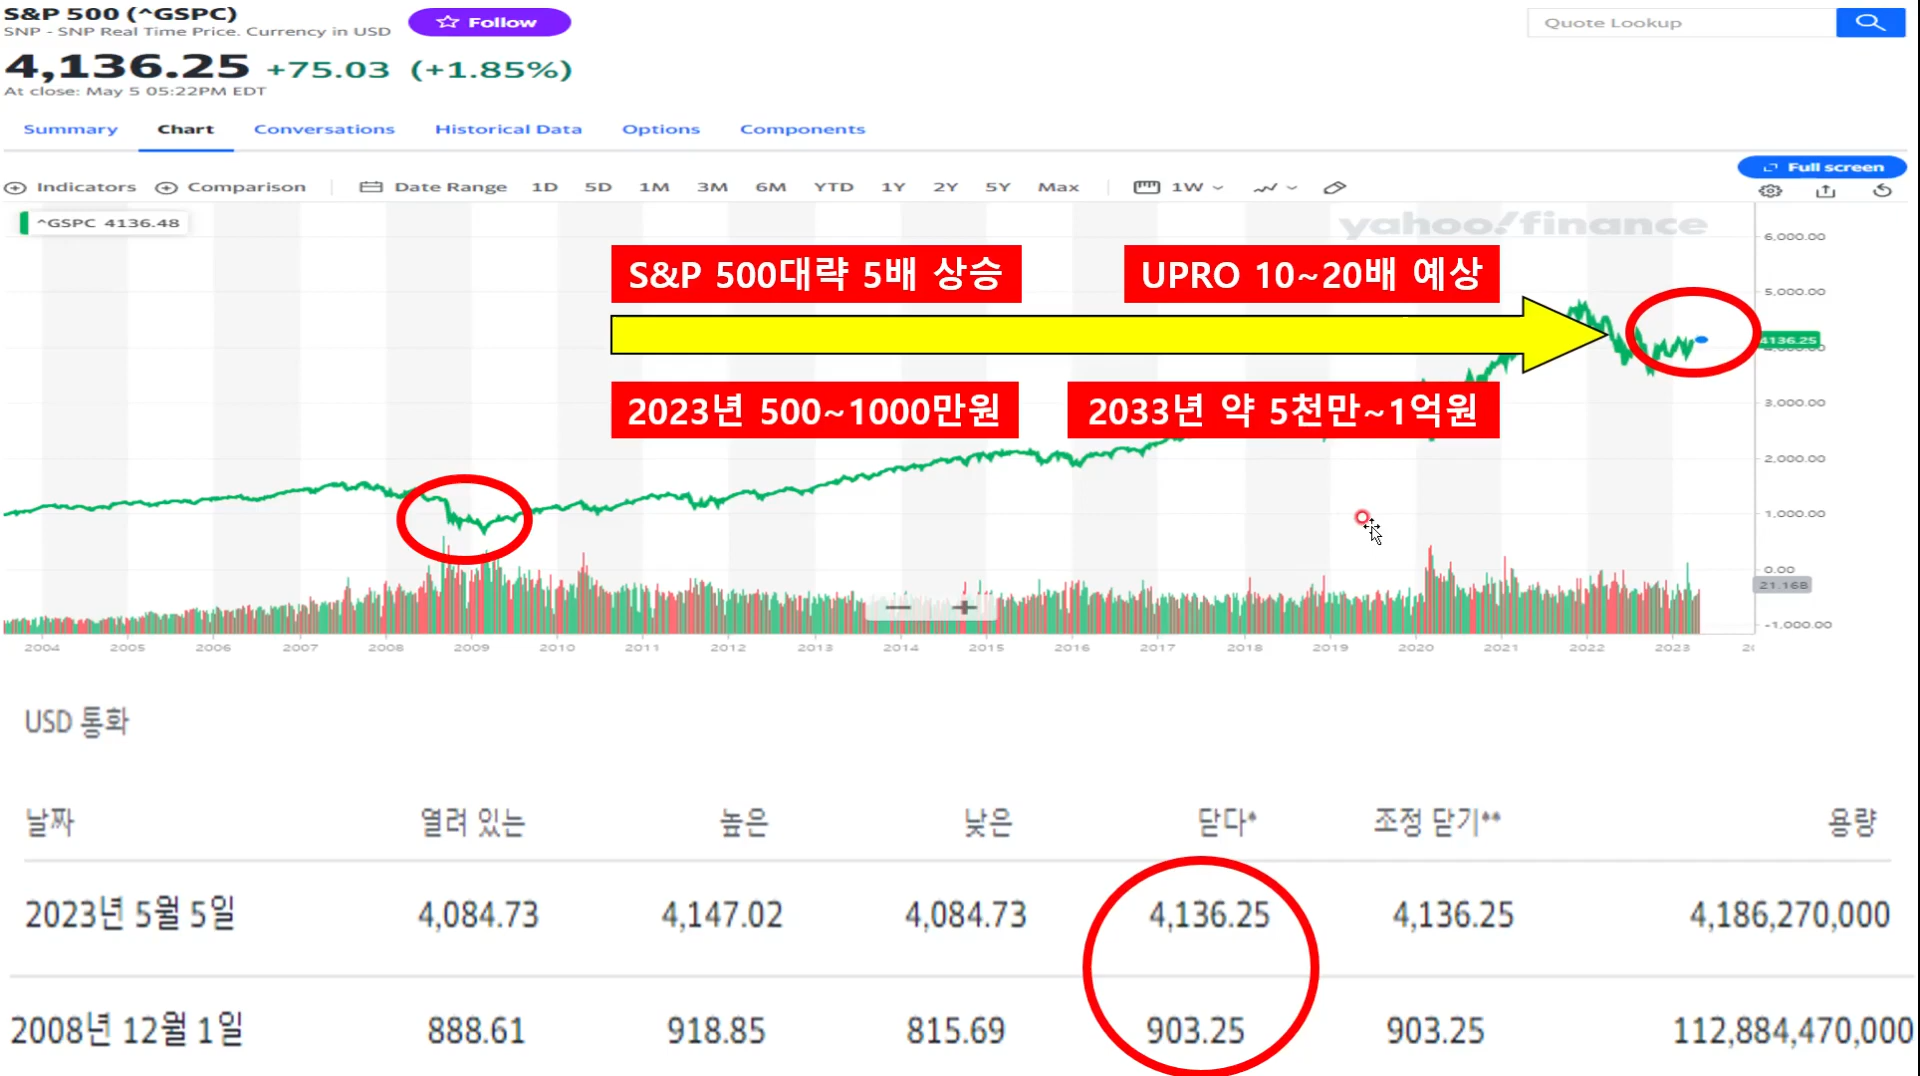 S&P 500 (^GSPC)
SNP - SNP Real Time Price. Currency in USD
Follow
Quote Lookup
4,136.25 +75.03 (+1.85%)
At close: May 5 05:22PM EDT
Summary Chart Conversations Historical Data Options Components
Full screen
Indicators Comparison Date Range 1D 5D 1M 3M 6M YTD 1Y 2Y 5Y Max 1W
^GSPC 4136.48
yahoo!finance
6,000.00
S&P 500대략 5배 상승 UPRO 10~20배 예상
5,000.00
4136.25
2023년 500~1000만원 2033년 약 5천만~1억원
3,000.00
2,000.00
1,000.00
0.00
21.16B
-1,000.00
2004 2005 2006 2007 2008 2009 2010 2011 2012 2013 2014 2015 2016 2017 2018 2019 2020 2021 2022 2023
USD 통화
날짜 열려 있는 높은 낮은 닫다* 조정 닫기** 용량
2023년 5월 5일 4,084.73 4,147.02 4,084.73 4,136.25 4,136.25 4,186,270,000
2008년 12월 1일 888.61 918.85 815.69 903.25 903.25 112,884,470,000